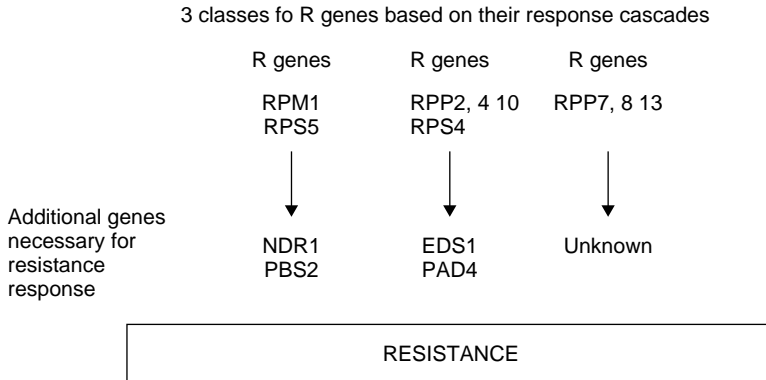 3 classes fo R genes based on their response cascades
R genes R genes R genes
RPM1 RPP2, 4 10 RPP7, 8 13
RPS5 RPS4
Additional genes
necessary for
resistance
response
NDR1 EDS1 Unknown
PBS2 PAD4
RESISTANCE